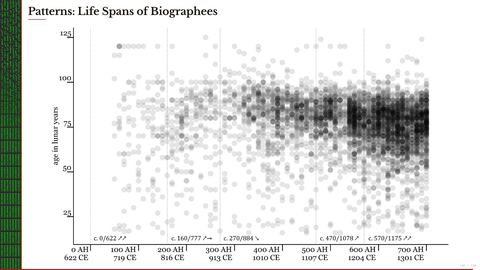 Patterns: Life Spans of Biographees
125
100
75
50
25
age in lunar years
c. 0/622 ↗↗ c. 160/777 ↗→ c. 270/884 ↘ c. 470/1078 ↗ c. 570/1175 ↗↗
0 AH 100 AH 200 AH 300 AH 400 AH 500 AH 600 AH 700 AH
622 CE 719 CE 816 CE 913 CE 1010 CE 1107 CE 1204 CE 1301 CE